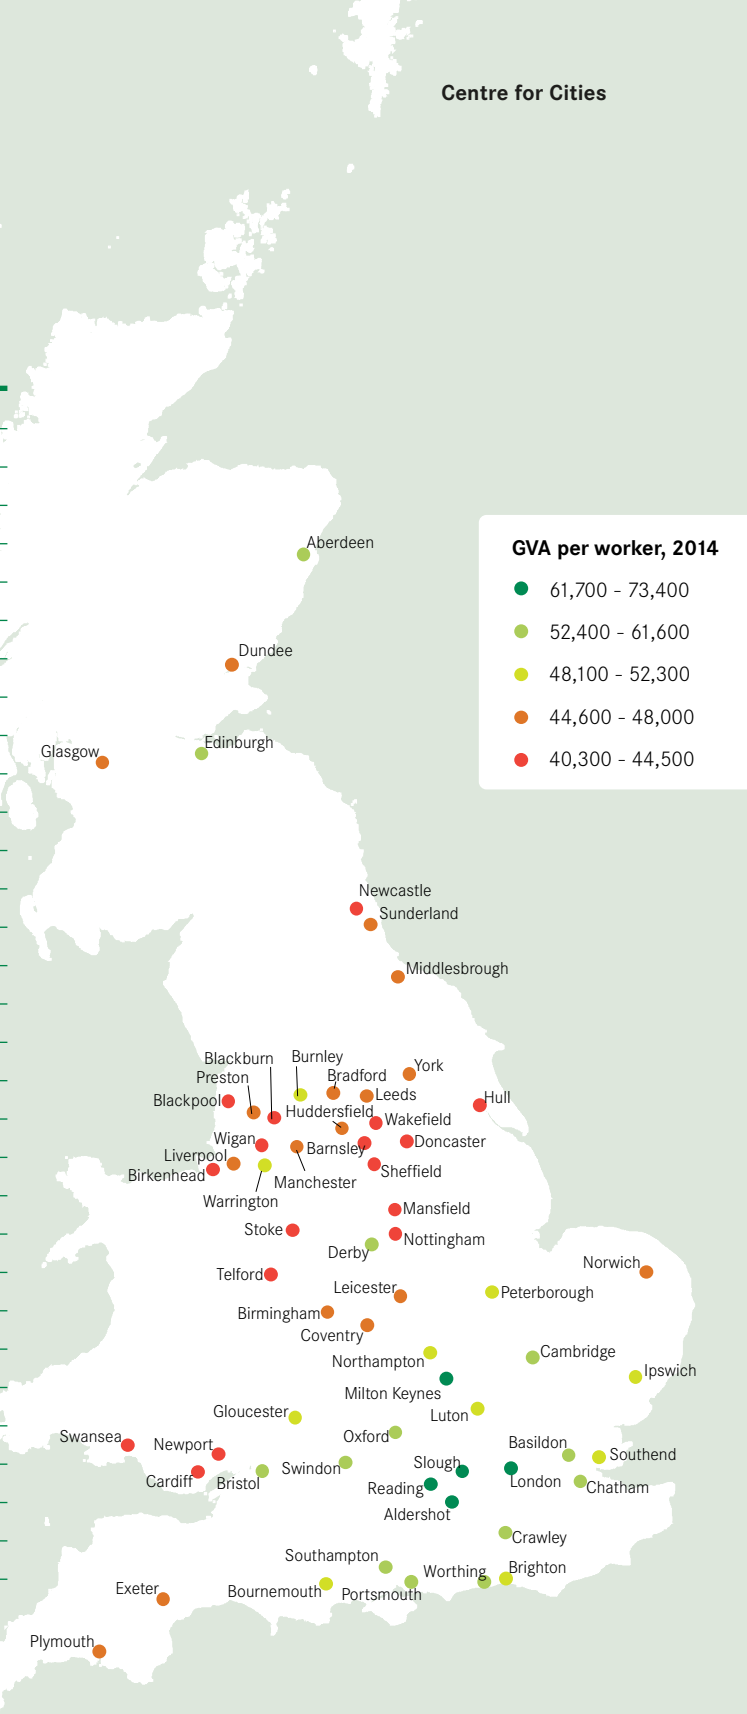 Centre for Cities
Aberdeen
GVA per worker, 2014
61,700 - 73,400
52,400 - 61,600
48,100 - 52,300
44,600 - 48,000
40,300 - 44,500
Dundee
Edinburgh
Glasgow
Newcastle
Sunderland
Middlesbrough
Blackburn
Burnley
York
Preston
Bradford
Leeds
Blackpool
Huddersfield
Hull
Wakefield
Wigan
Barnsley
Doncaster
Liverpool
Birkenhead
Manchester
Sheffield
Warrington
Mansfield
Stoke
Nottingham
Derby
Norwich
Telford
Leicester
Peterborough
Birmingham
Coventry
Cambridge
Northampton
Ipswich
Milton Keynes
Gloucester
Luton
Swansea
Newport
Oxford
Basildon
Southend
Cardiff
Bristol
Swindon
Slough
London
Chatham
Reading
Aldershot
Crawley
Southampton
Worthing
Brighton
Exeter
Bournemouth
Portsmouth
Plymouth